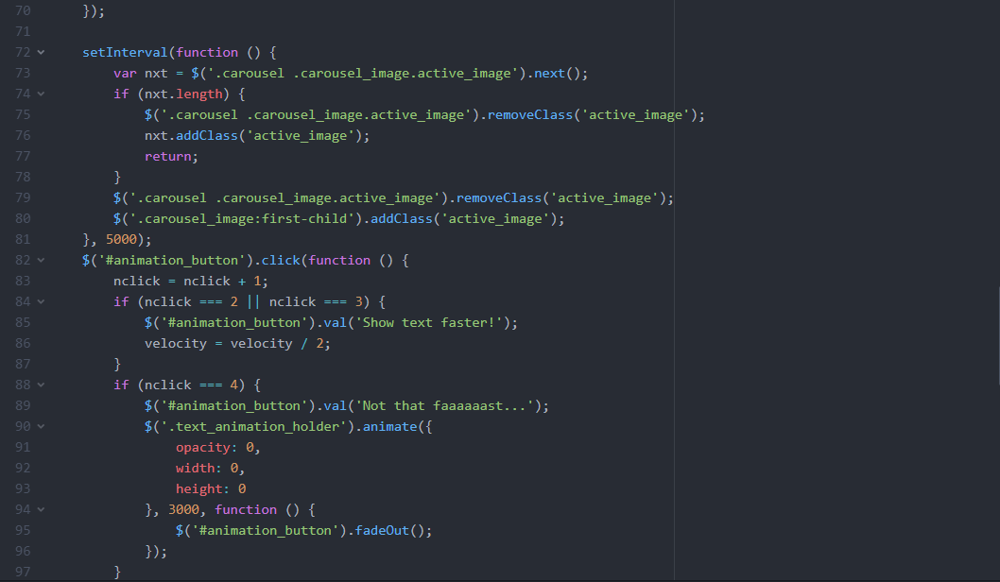 70 });
71
72 setInterval(function () {
73 var nxt = $('.carousel .carousel_image.active_image').next();
74 if (nxt.length) {
75 $('.carousel .carousel_image.active_image').removeClass('active_image');
76 nxt.addClass('active_image');
77 return;
78 }
79 $('.carousel .carousel_image.active_image').removeClass('active_image');
80 $('.carousel_image:first-child').addClass('active_image');
81 }, 5000);
82 $('#animation_button').click(function () {
83 nclick = nclick + 1;
84 if (nclick === 2 || nclick === 3) {
85 $('#animation_button').val('Show text faster!');
86 velocity = velocity / 2;
87 }
88 if (nclick === 4) {
89 $('#animation_button').val('Not that faaaaaast...');
90 $('.text_animation_holder').animate({
91 opacity: 0,
92 width: 0,
93 height: 0
94 }, 3000, function () {
95 $('#animation_button').fadeOut();
96 });
97 }